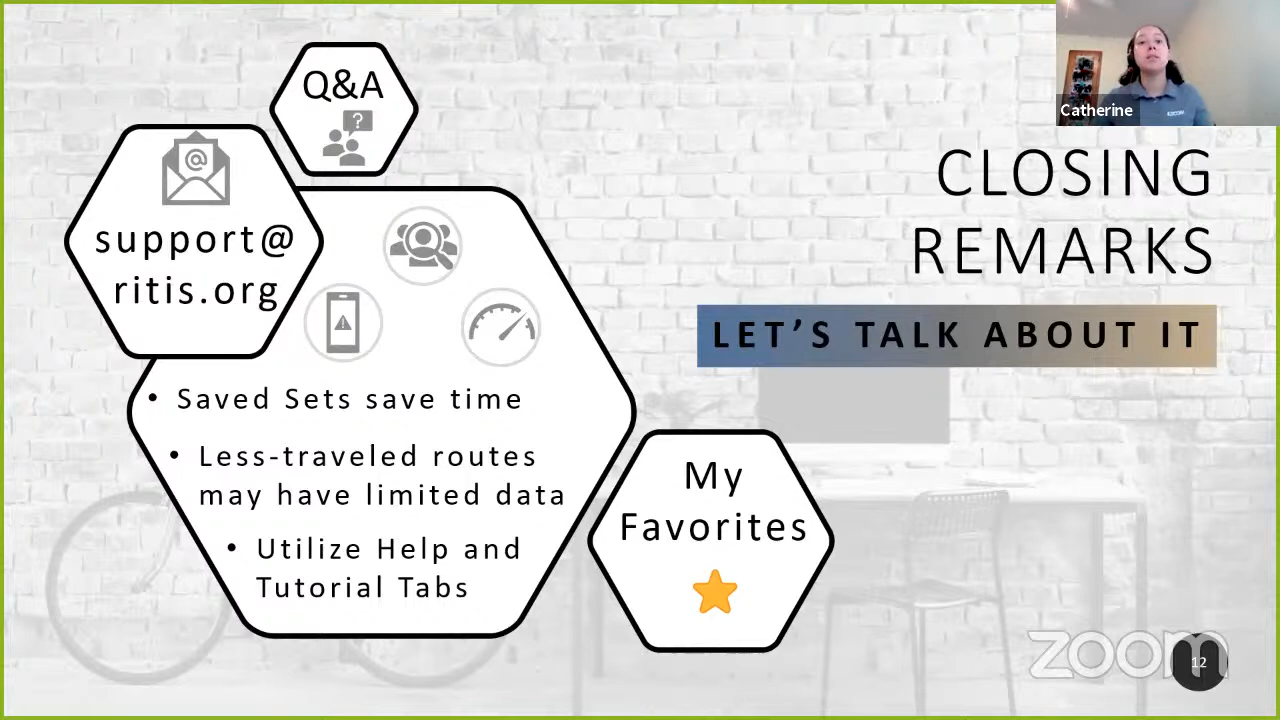 Q&A
@
support@
ritis.org
Catherine
CLOSING
REMARKS
LET’S TALK ABOUT IT
• Saved Sets save time
• Less-traveled routes
may have limited data
• Utilize Help and
Tutorial Tabs
My
Favorites
zoom
12